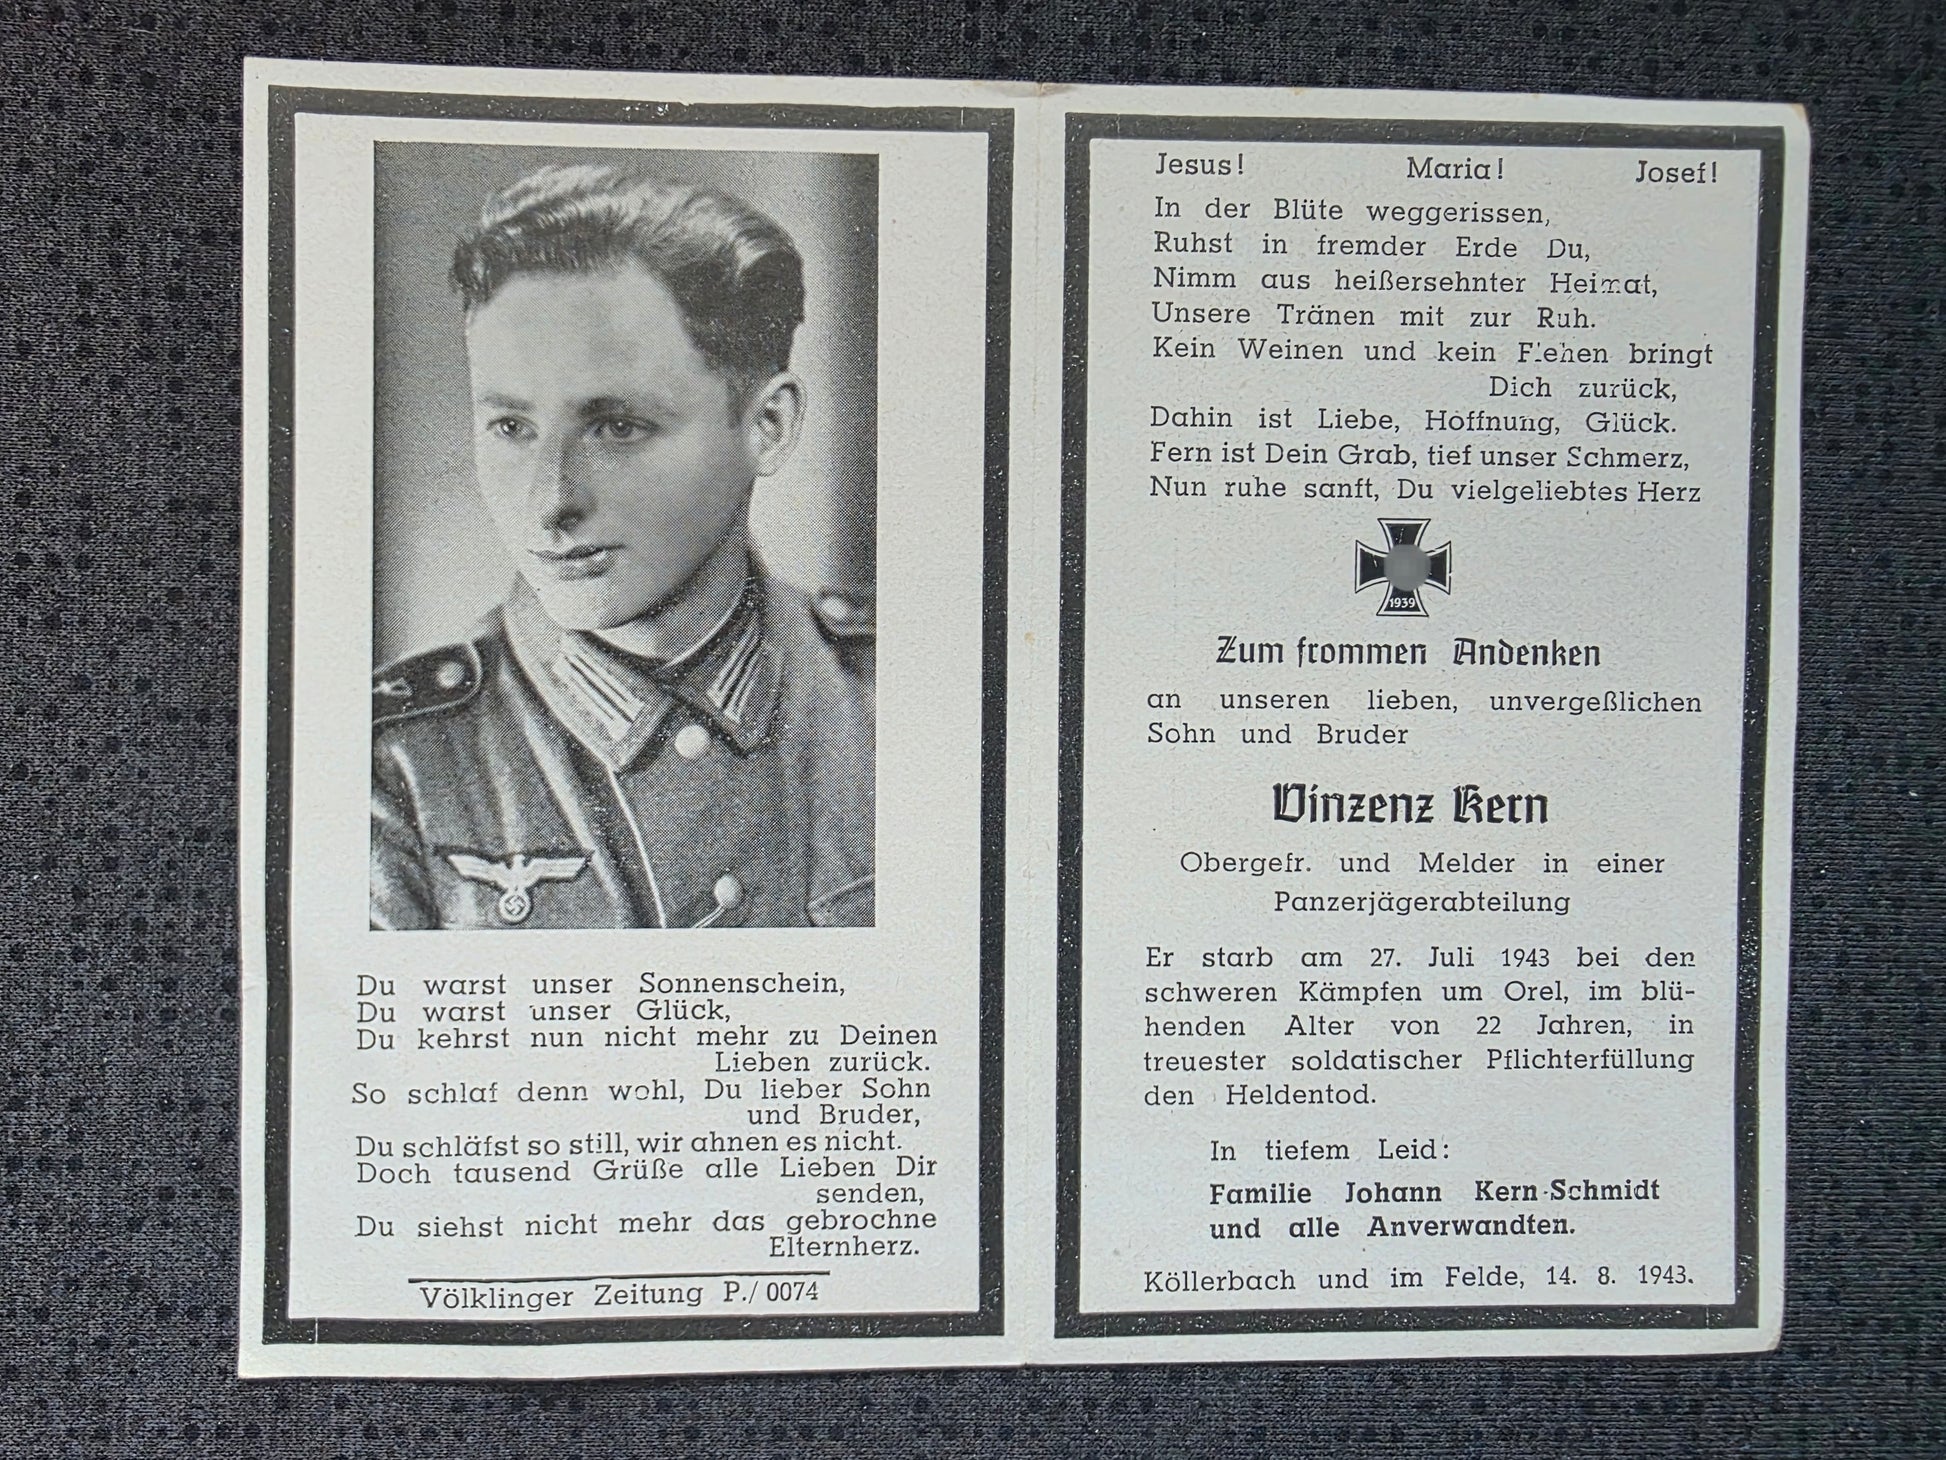 Du warst unser Sonnenschein,
Du warst unser Glück,
Du kehrst nun nicht mehr zu Deinen
Lieben zurück.
So schlaf denn wohl, Du lieber Sohn
und Bruder,
Du schläfst so still, wir ahnen es nicht.
Doch tausend Grüße alle Lieben Dir
senden,
Du siehst nicht mehr das gebrochne
Elternherz.
Völklinger Zeitung P./0074
Jesus! Maria! Josef!
In der Blüte weggerissen,
Ruhst in fremder Erde Du,
Nimm aus heißersehnter Heimat,
Unsere Tränen mit zur Ruh.
Kein Weinen und kein Flehen bringt
Dich zurück,
Dahin ist Liebe, Hoffnung, Glück.
Fern ist Dein Grab, tief unser Schmerz,
Nun ruhe sanft, Du vielgeliebtes Herz
1939
Zum frommen Andenken
an unseren lieben, unvergeßlichen
Sohn und Bruder
Vinzenz Kern
Obergefr. und Melder in einer
Panzerjägerabteilung
Er starb am 27. Juli 1943 bei den
schweren Kämpfen um Orel, im blü-
henden Alter von 22 Jahren, in
treuester soldatischer Pflichterfüllung
den Heldentod.
In tiefem Leid:
Familie Johann Kern-Schmidt
und alle Anverwandten.
Köllerbach und im Felde, 14. 8. 1943.